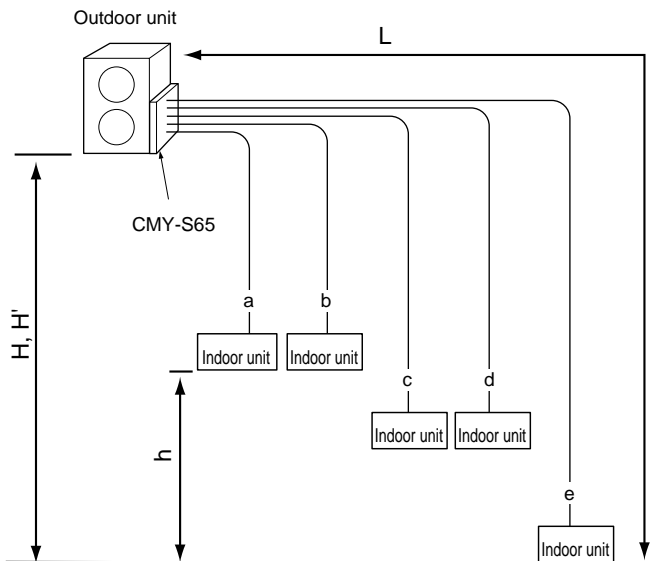 Outdoor unit
L
CMY-S65
H, H'
a
b
Indoor unit
Indoor unit
c
d
h
Indoor unit
Indoor unit
e
Indoor unit